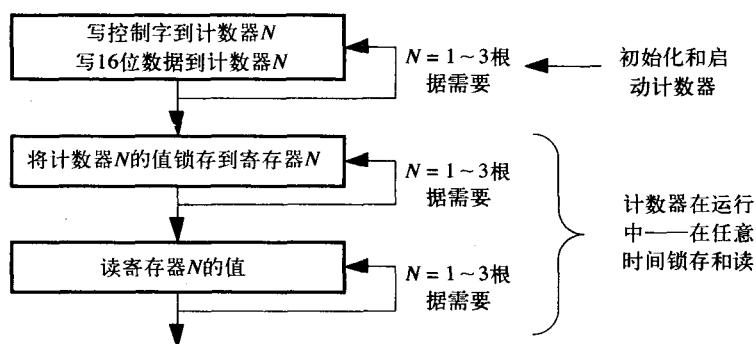 写控制字到计数器N
写16位数据到计数器N
N = 1~3根
据需要
初始化和启
动计数器
将计数器N的值锁存到寄存器N
N = 1~3根
据需要
计数器在运行
中——在任意
时间锁存和读
读寄存器N的值
N = 1~3根
据需要